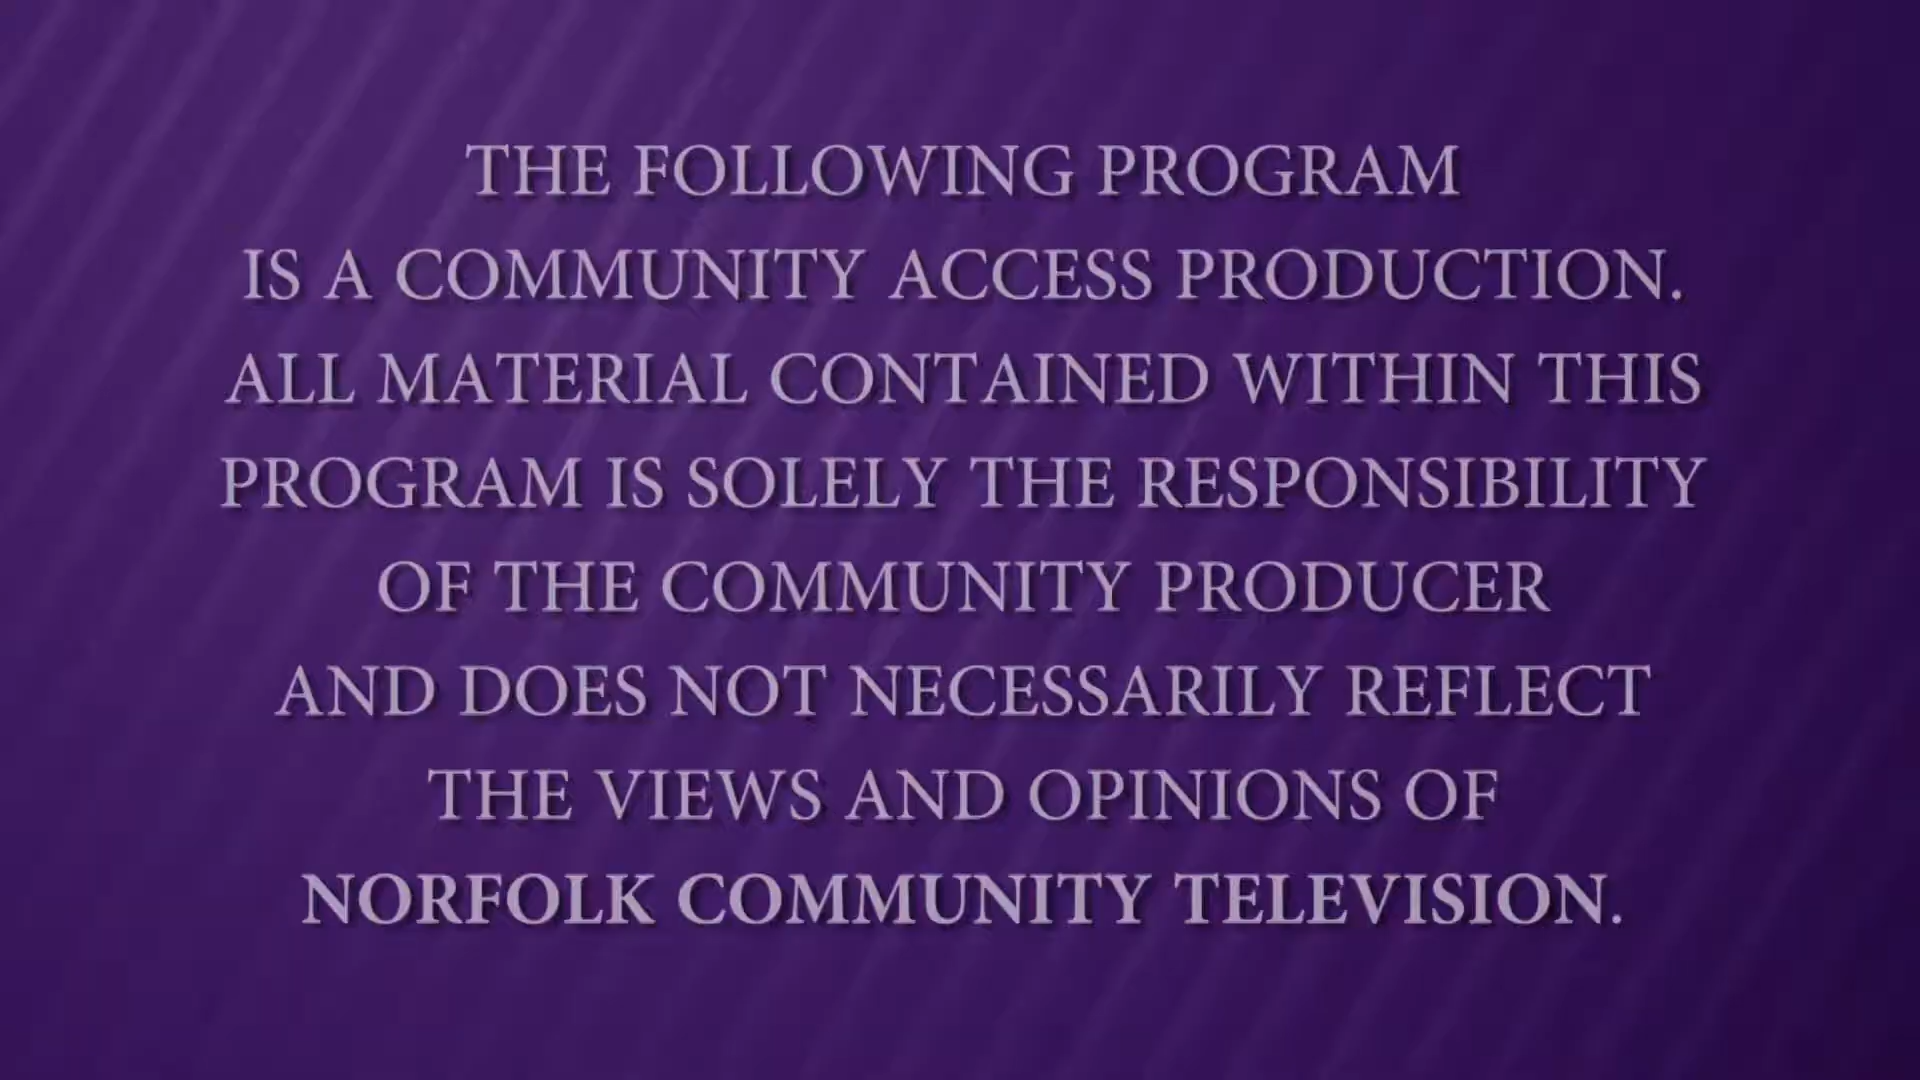 THE FOLLOWING PROGRAM
IS A COMMUNITY ACCESS PRODUCTION.
ALL MATERIAL CONTAINED WITHIN THIS
PROGRAM IS SOLELY THE RESPONSIBILITY
OF THE COMMUNITY PRODUCER
AND DOES NOT NECESSARILY REFLECT
THE VIEWS AND OPINIONS OF
NORFOLK COMMUNITY TELEVISION.